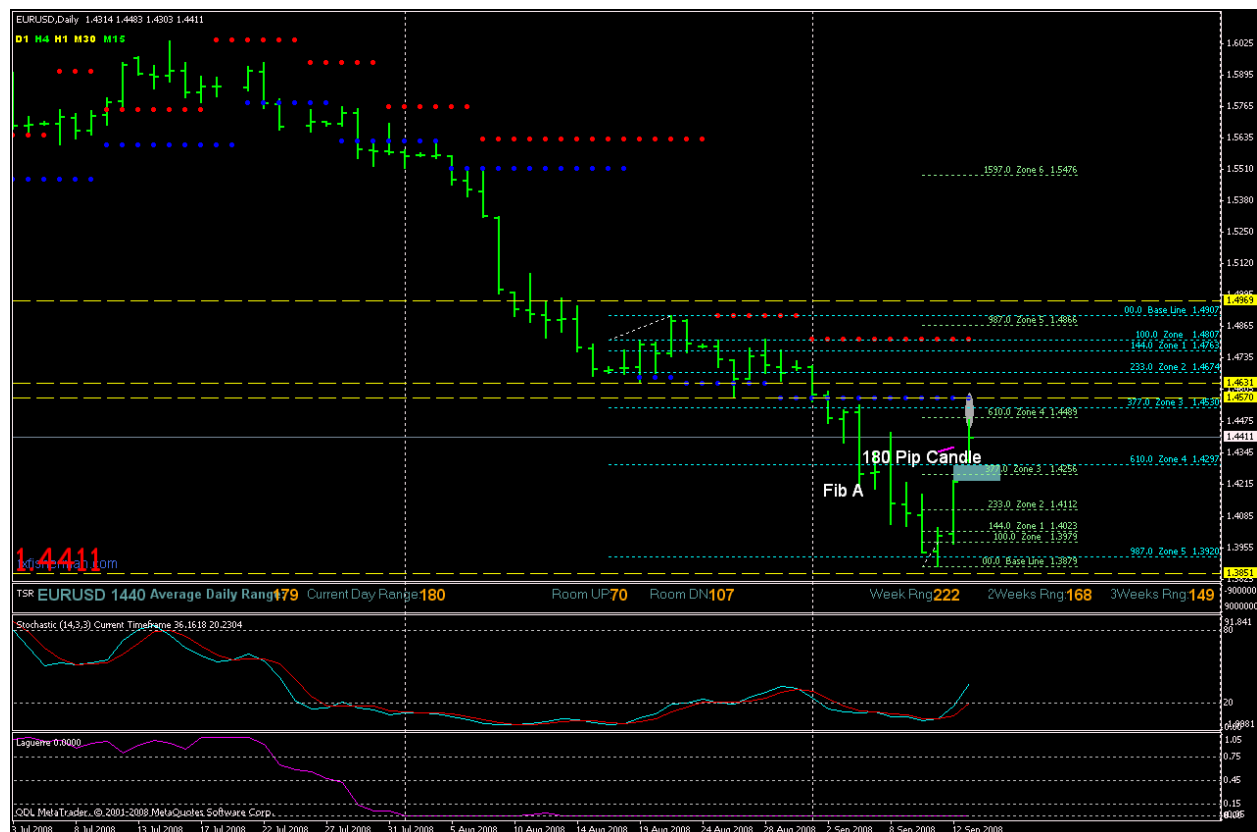 EURUSD,Daily 1.4314 1.4483 1.4303 1.4411
D1 H4 H1 M30 M15
1.6025
1.5895
1.5765
1.5635
1.5510
1.5380
1.5250
1.5120
1.4969
1.4865
1.4735
1.4631
1.4570
1.4475
1.4411
1.4345
1.4215
1.4085
1.3955
1.3851
1597.0 Zone 6 1.5476
00.0 Base Line 1.4907
987.0 Zone 5 1.4866
100.0 Zone 1.4807
144.0 Zone 1 1.4763
233.0 Zone 2 1.4674
377.0 Zone 3 1.4530
610.0 Zone 4 1.4489
180 Pip Candle
610.0 Zone 4 1.4297
377.0 Zone 3 1.4256
Fib A
233.0 Zone 2 1.4112
144.0 Zone 1 1.4023
100.0 Zone 1.3979
987.0 Zone 5 1.3920
00.0 Base Line 1.3879
1.4411
TSR EURUSD 1440 Average Daily Range 179 Current Day Range: 180 Room UP 70 Room DN 107 Week Rng: 222 2Weeks Rng: 168 3Weeks Rng: 149
900000
9000000
Stochastic (14,3,3) Current Timeframe 36.1618 20.2304
91.841
80
20
Laguerre 0.0000
1.05
0.75
0.45
0.15
ODL MetaTrader, © 2001-2008 MetaQuotes Software Corp.
3 Jul 2008 8 Jul 2008 13 Jul 2008 17 Jul 2008 22 Jul 2008 27 Jul 2008 31 Jul 2008 5 Aug 2008 10 Aug 2008 14 Aug 2008 19 Aug 2008 24 Aug 2008 28 Aug 2008 2 Sep 2008 8 Sep 2008 12 Sep 2008